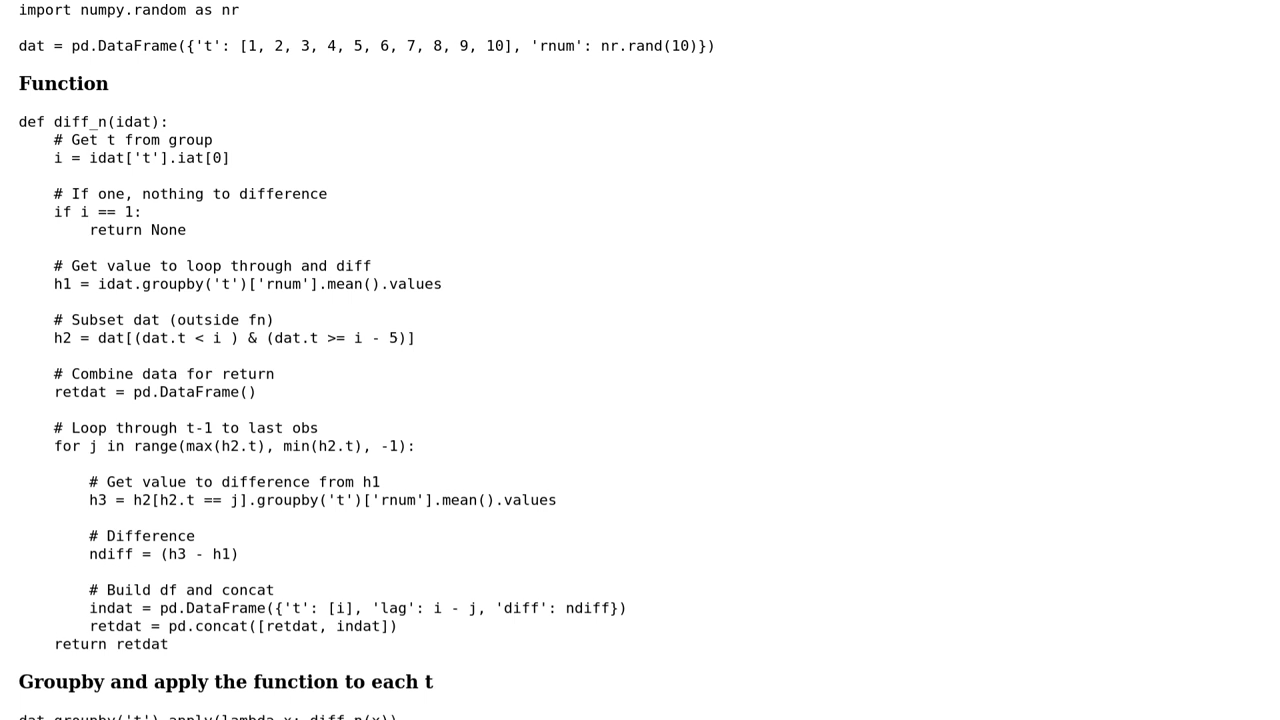 import numpy.random as nr
dat = pd.DataFrame({'t': [1, 2, 3, 4, 5, 6, 7, 8, 9, 10], 'rnum': nr.rand(10)})
Function
def diff_n(idat):
    # Get t from group
    i = idat['t'].iat[0]
    # If one, nothing to difference
    if i == 1:
        return None
    # Get value to loop through and diff
    h1 = idat.groupby('t')['rnum'].mean().values
    # Subset dat (outside fn)
    h2 = dat[(dat.t < i ) & (dat.t >= i - 5)]
    # Combine data for return
    retdat = pd.DataFrame()
    # Loop through t-1 to last obs
    for j in range(max(h2.t), min(h2.t), -1):
        # Get value to difference from h1
        h3 = h2[h2.t == j].groupby('t')['rnum'].mean().values
        # Difference
        ndiff = (h3 - h1)
        # Build df and concat
        indat = pd.DataFrame({'t': [i], 'lag': i - j, 'diff': ndiff})
        retdat = pd.concat([retdat, indat])
    return retdat
Groupby and apply the function to each t
dat.groupby('t').apply(lambda x: diff_n(x))